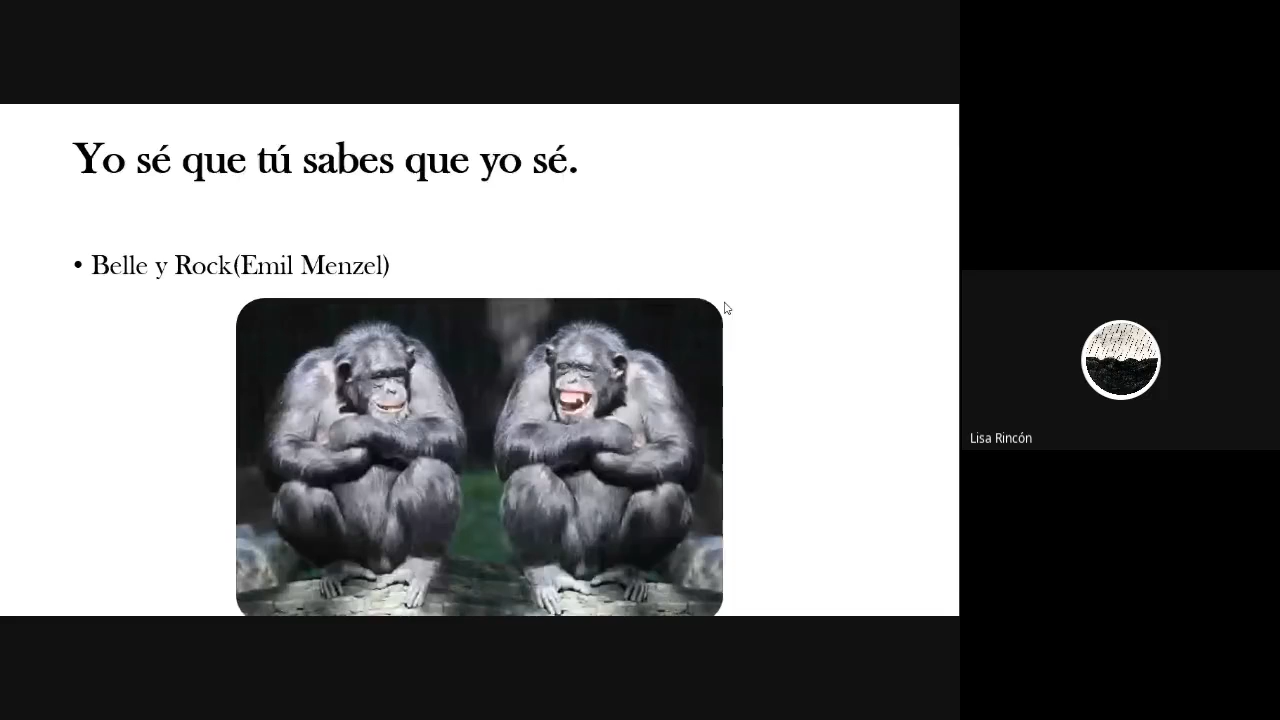 Yo sé que tú sabes que yo sé.
• Belle y Rock(Emil Menzel)
Lisa Rincón